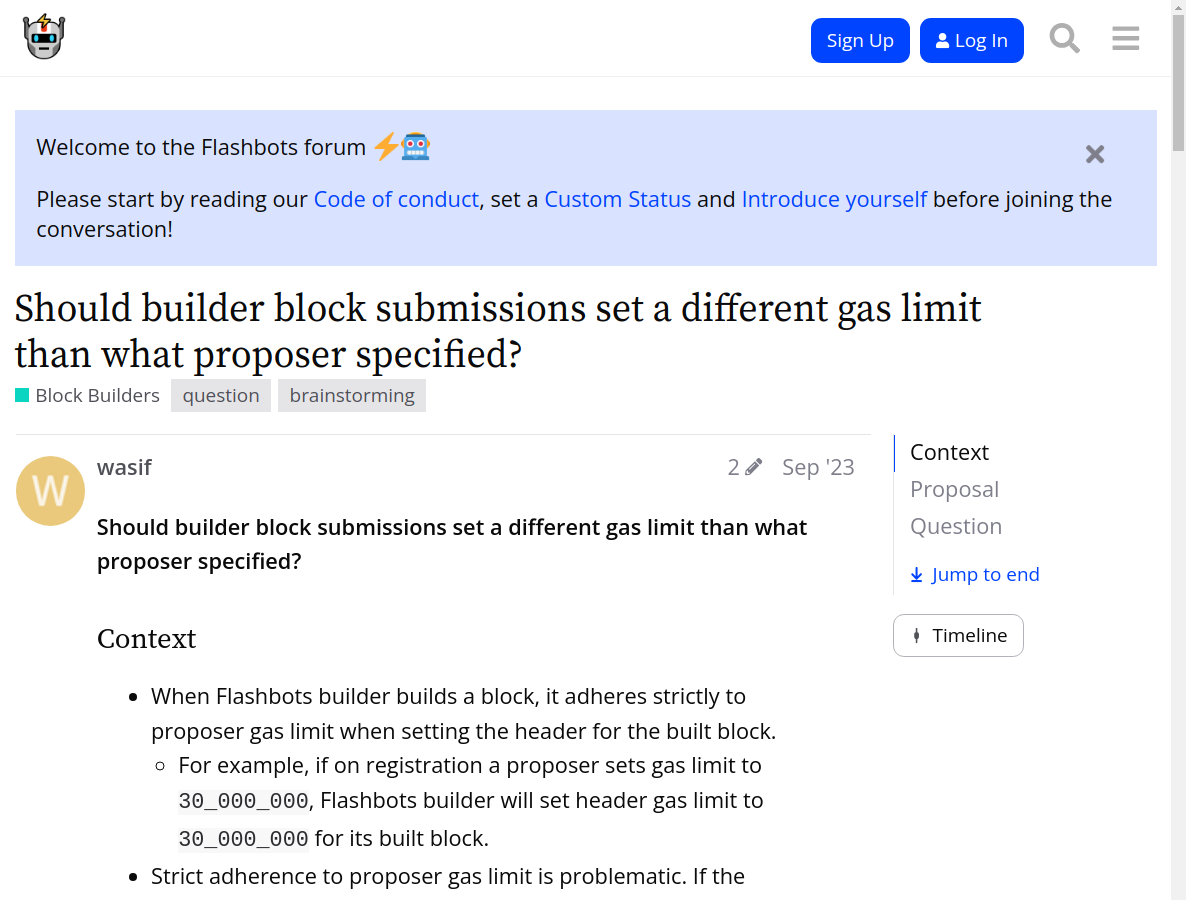 Sign Up
Log In
Welcome to the Flashbots forum
Please start by reading our Code of conduct, set a Custom Status and Introduce yourself before joining the
conversation!
Should builder block submissions set a different gas limit
than what proposer specified?
Block Builders question brainstorming
W
wasif 2 Sep '23
Should builder block submissions set a different gas limit than what
proposer specified?
Context
Proposal
Question
Jump to end
Timeline
Context
When Flashbots builder builds a block, it adheres strictly to
proposer gas limit when setting the header for the built block.
For example, if on registration a proposer sets gas limit to
30_000_000, Flashbots builder will set header gas limit to
30_000_000 for its built block.
Strict adherence to proposer gas limit is problematic. If the